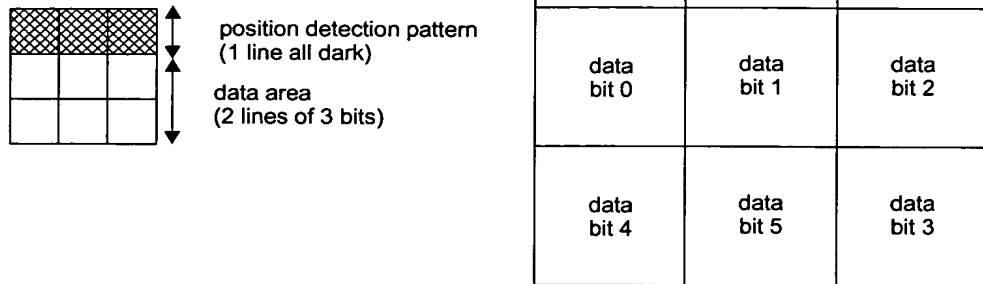 position detection pattern
(1 line all dark)
data area
(2 lines of 3 bits)
data
bit 0
data
bit 1
data
bit 2
data
bit 4
data
bit 5
data
bit 3